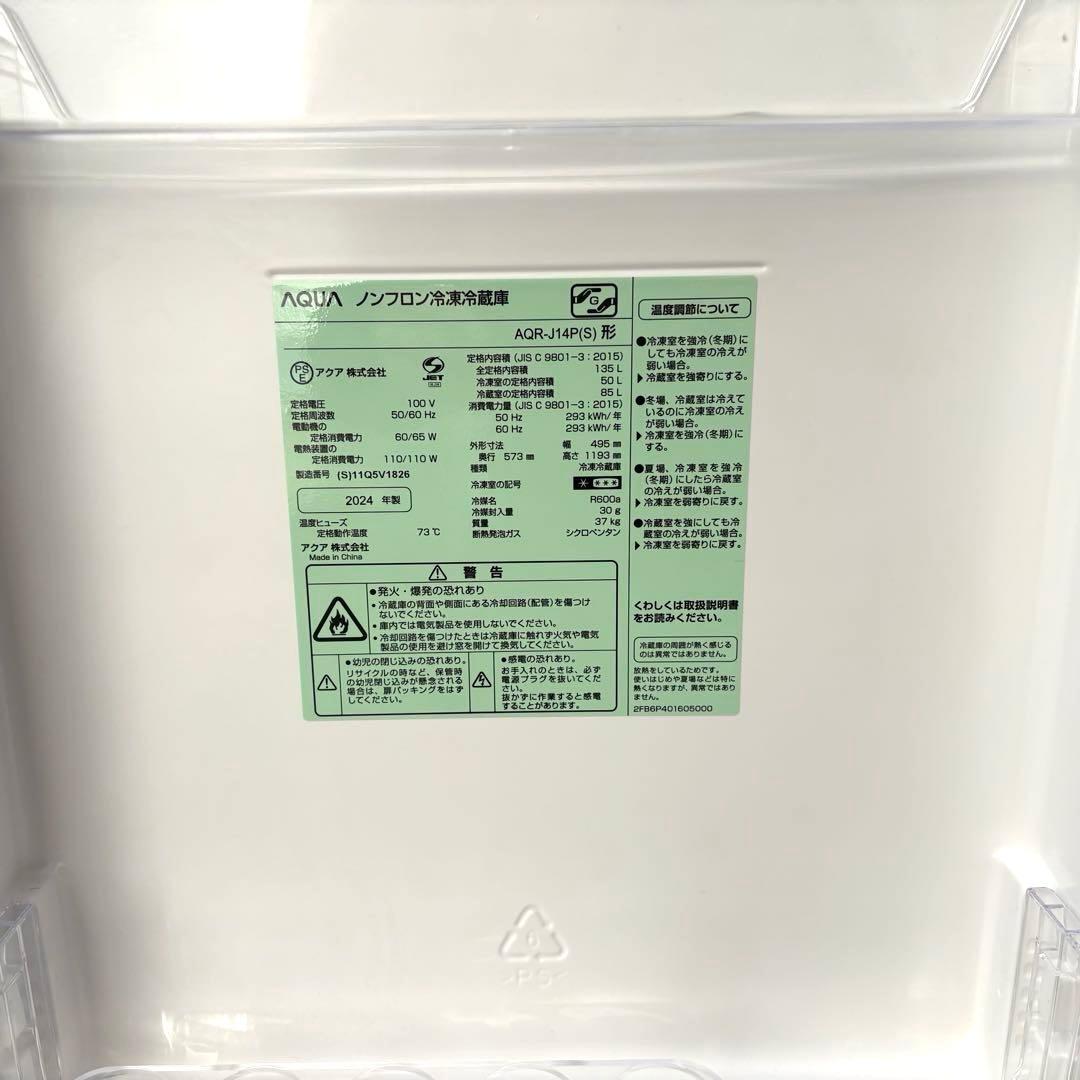 AQUA ノンフロン冷凍冷蔵庫
G
AQR-J14P(S) 形
PS E アクア 株式会社
S JET
定格電圧 100 V
定格周波数 50/60 Hz
電動機の
定格消費電力 60/65 W
電熱装置の
定格消費電力 110/110 W
製造番号 (S)11Q5V1826
2024 年製
温度ヒューズ
定格動作温度 73 ℃
アクア 株式会社
Made in China
定格内容積 (JIS C 9801-3 : 2015)
全定格内容積 135 L
冷凍室の定格内容積 50 L
冷蔵室の定格内容積 85 L
消費電力量 (JIS C 9801-3 : 2015)
50 Hz 293 kWh/ 年
60 Hz 293 kWh/ 年
外形寸法 幅 495 mm
奥行 573 mm 高さ 1193 mm
種類 冷凍冷蔵庫
冷凍室の記号 * ***
冷媒名 R600a
冷媒封入量 30 g
質量 37 kg
断熱発泡ガス シクロペンタン
警 告
●発火・爆発の恐れあり
・冷蔵庫の背面や側面にある冷却回路(配管)を傷つけ
ないでください。
・庫内では電気製品を使用しないでください。
・冷却回路を傷つけたときは冷蔵庫に触れず火気や電気
製品の使用を避け窓を開けて換気してください。
●幼児の閉じ込みの恐れあり。
リサイクルの時など、保管時
の幼児閉じ込みが懸念される
場合は、扉パッキングをはず
してください。
●感電の恐れあり。
お手入れのときは、必ず
電源プラグを抜いてくだ
さい。
抜かずに作業すると感電
することがあります。
温度調節について
●冷凍室を強冷(冬期)に
しても冷凍室の冷えが
弱い場合。
▶冷蔵室を強寄りにする。
●冬場、冷蔵室は冷えて
いるのに冷凍室の冷え
が弱い場合。
▶冷凍室を強冷(冬期)に
する。
●夏場、冷凍室を強冷
(冬期)にしたら冷蔵室
の冷えが弱い場合。
▶冷凍室を弱寄りに戻す。
●冷蔵室を強にしても冷
蔵室の冷えが弱い場合。
▶冷凍室を弱寄りに戻す。
くわしくは取扱説明書
をお読みください。
冷蔵庫の周囲が熱く感じる
のは異常ではありません。
放熱をしているためです。
使いはじめや夏場などは特に
熱くなりますが、異常ではあり
ません。
2FB6P401605000
6
>PS<